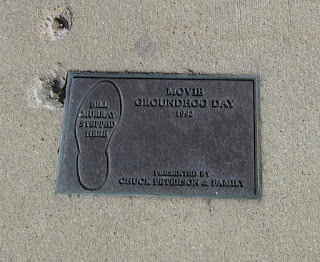 BILL
MURRAY
STEPPED
HERE
MOVIE
GROUNDHOG DAY
1992
PRESENTED BY
CHUCK PETERSON & FAMILY